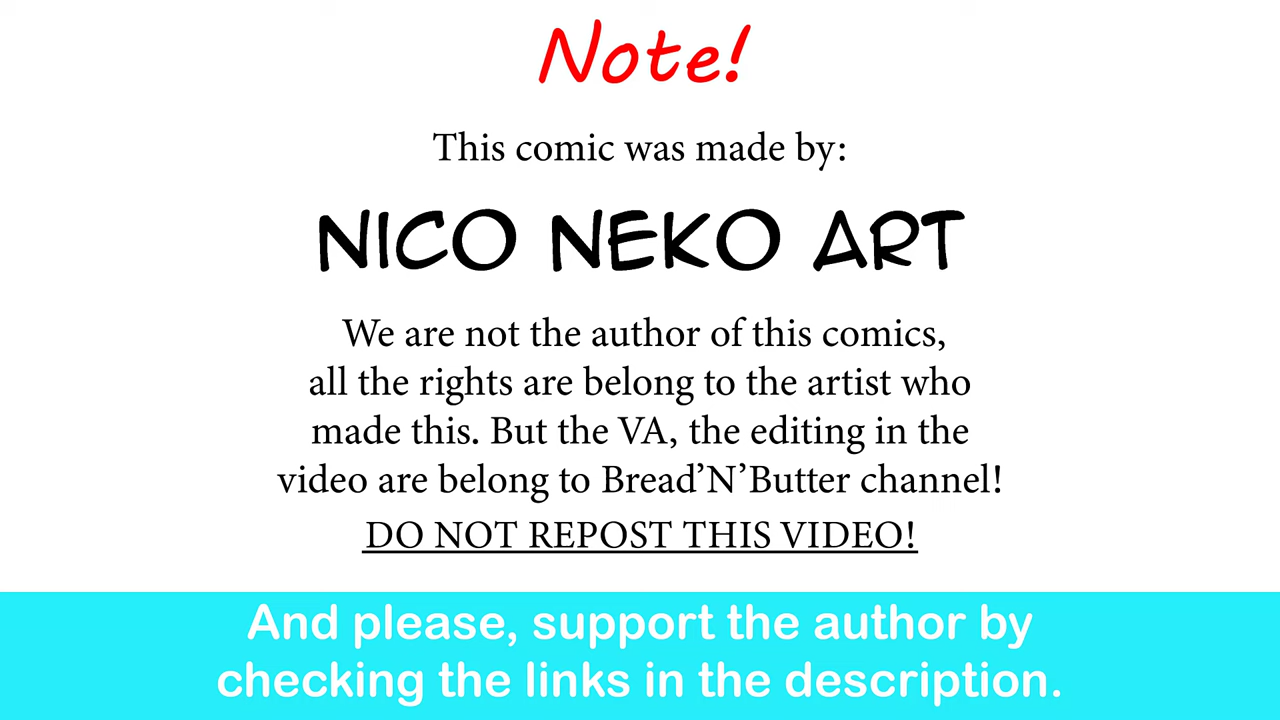 Note!
This comic was made by:
NICO NEKO ART
We are not the author of this comics,
all the rights are belong to the artist who
made this. But the VA, the editing in the
video are belong to Bread’N’Butter channel!
DO NOT REPOST THIS VIDEO!
And please, support the author by
checking the links in the description.